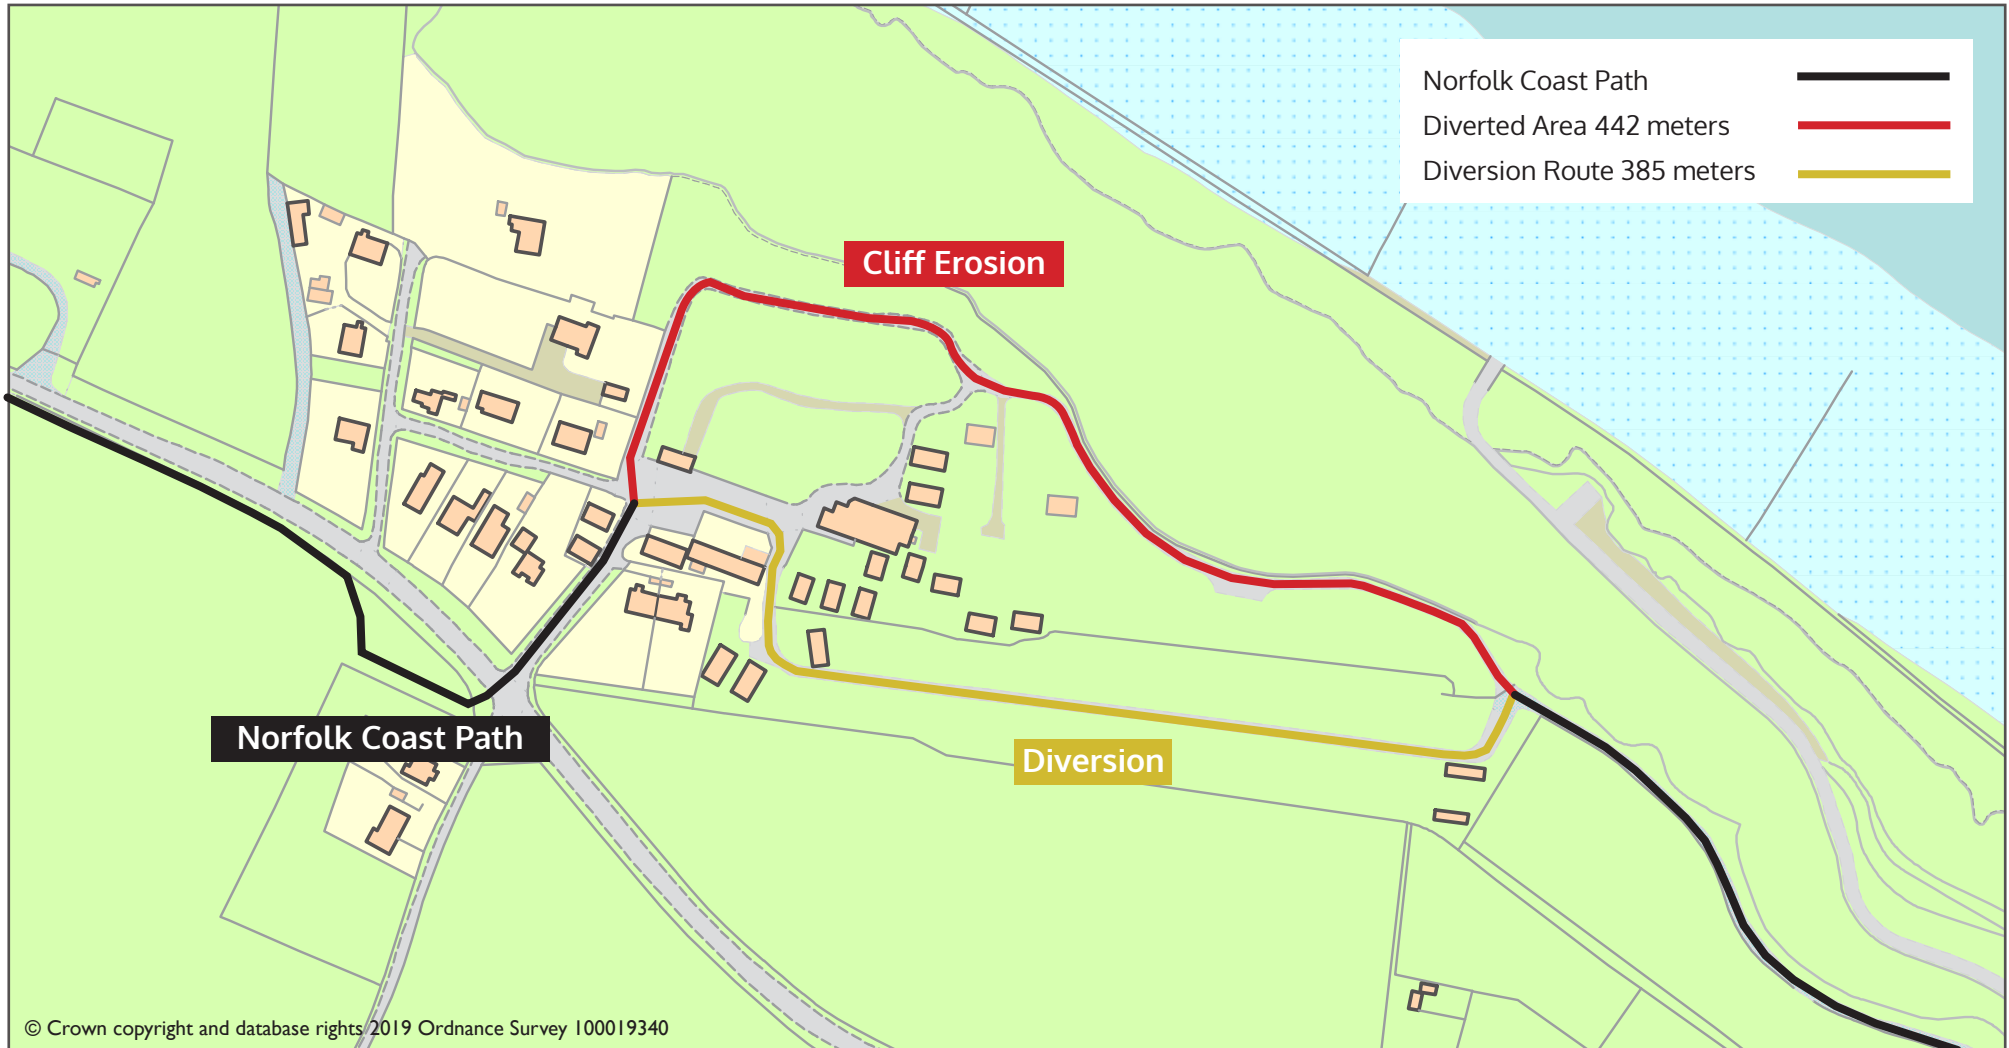 Norfolk Coast Path
Diverted Area 442 meters
Diversion Route 385 meters
Cliff Erosion
Norfolk Coast Path
Diversion
© Crown copyright and database rights 2019 Ordnance Survey 100019340